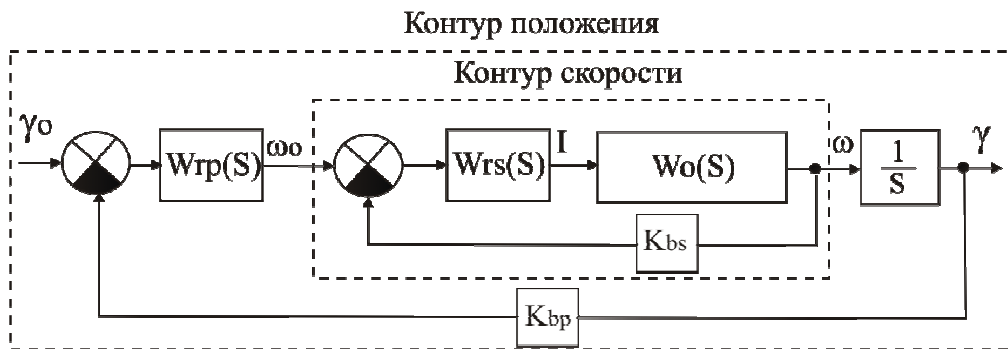 Контур положения
Контур скорости
γo
Wrp(S)
ωo
Wrs(S)
I
Wo(S)
ω
1
S
γ
Kbs
Kbp